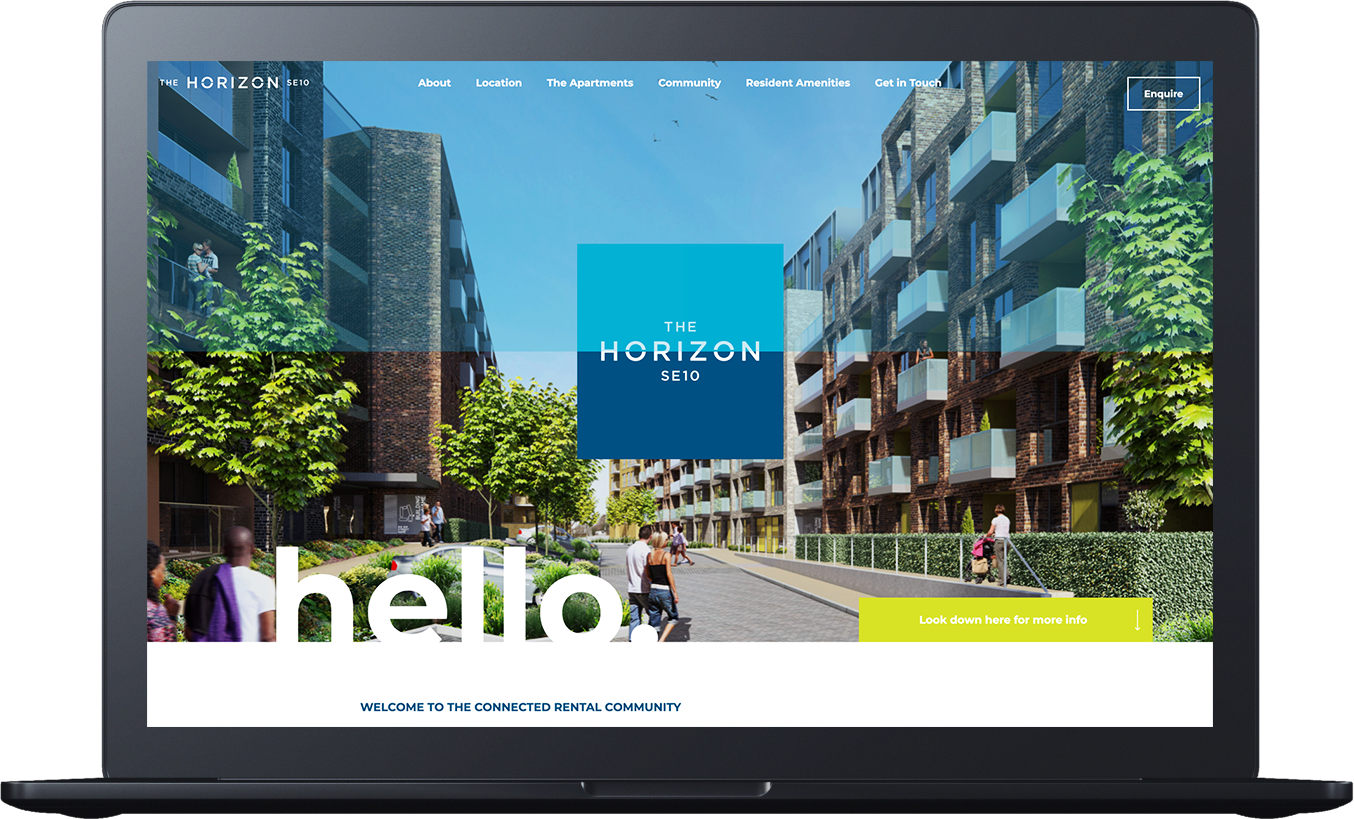 THE HORIZON SE10
About
Location
The Apartments
Community
Resident Amenities
Get in Touch
Enquire
THE
HORIZON
SE10
hello.
Look down here for more info
WELCOME TO THE CONNECTED RENTAL COMMUNITY